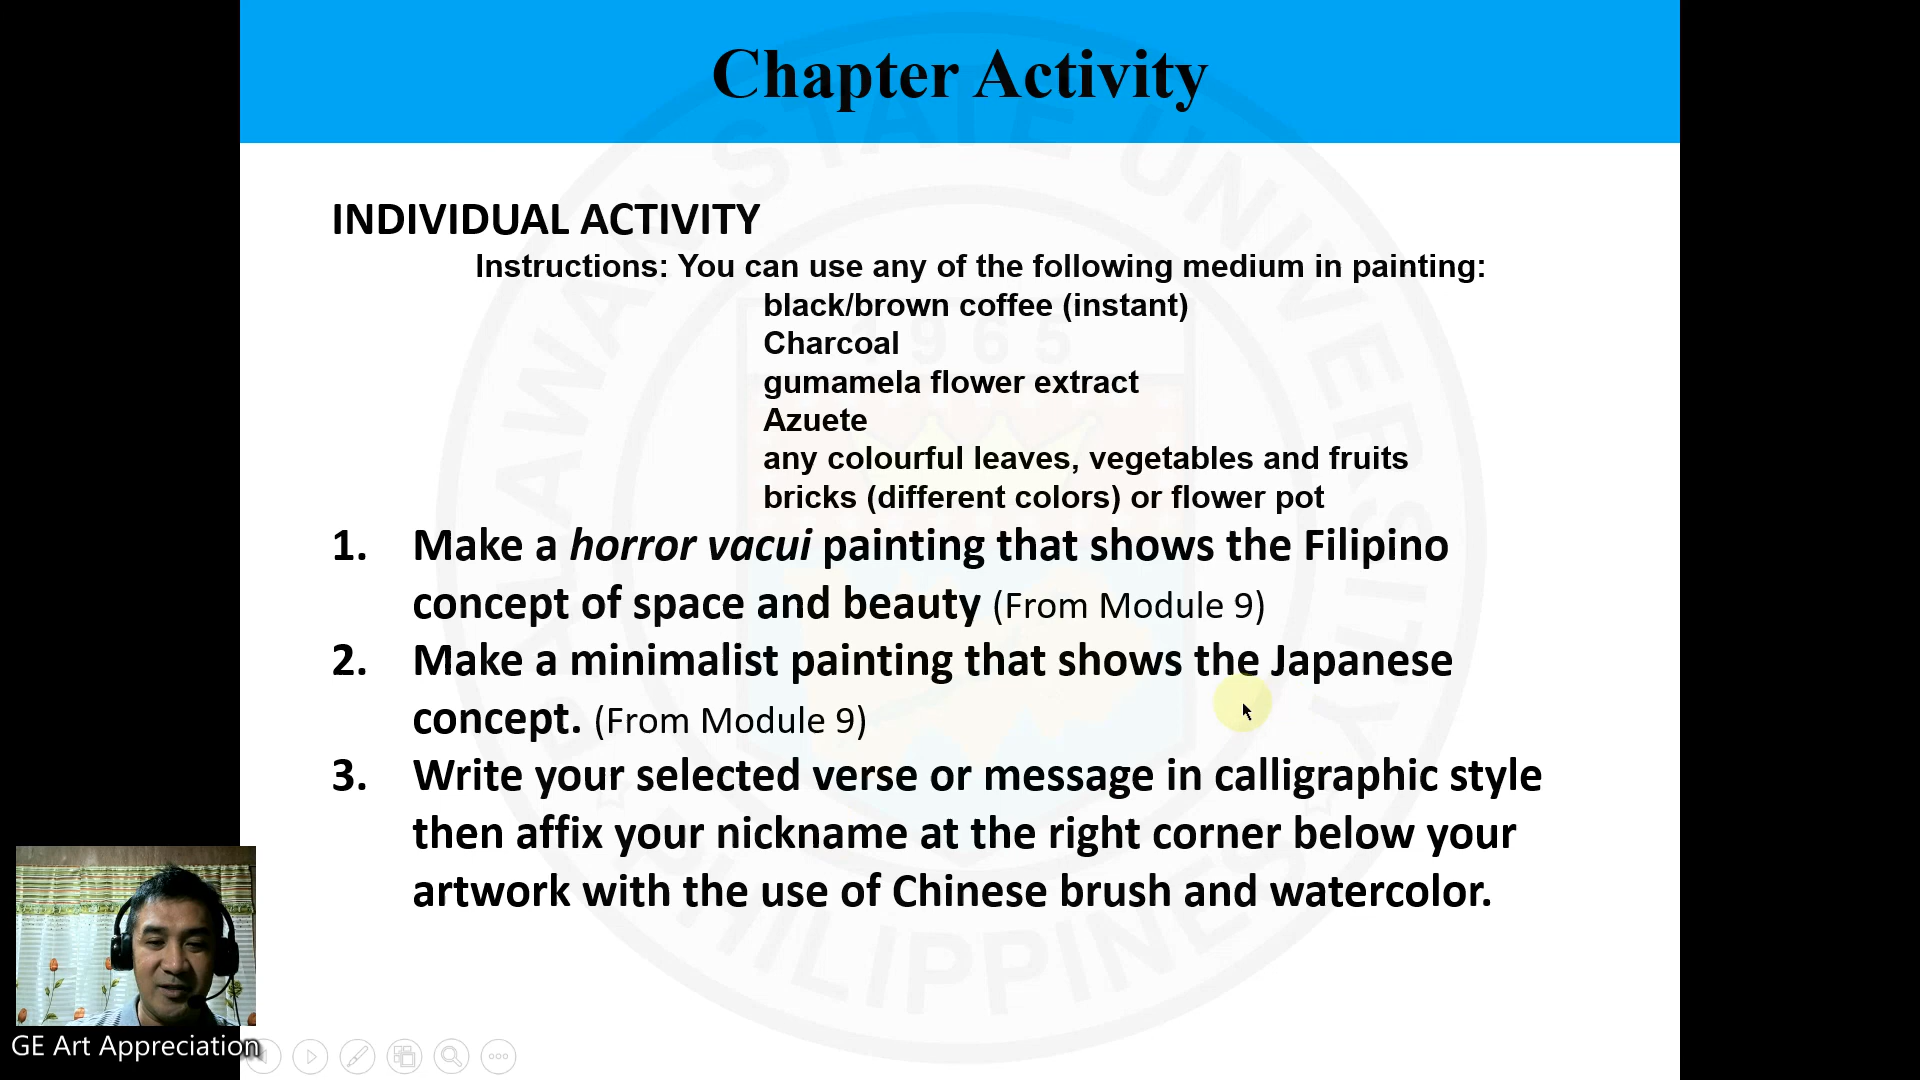 Chapter Activity
INDIVIDUAL ACTIVITY
Instructions: You can use any of the following medium in painting:
black/brown coffee (instant)
Charcoal
gumamela flower extract
Azuete
any colourful leaves, vegetables and fruits
bricks (different colors) or flower pot
1. Make a horror vacui painting that shows the Filipino
concept of space and beauty (From Module 9)
2. Make a minimalist painting that shows the Japanese
concept. (From Module 9)
3. Write your selected verse or message in calligraphic style
then affix your nickname at the right corner below your
artwork with the use of Chinese brush and watercolor.
GE Art Appreciation
PALAWAN STATE UNIVERSITY
1965
PHILIPPINES